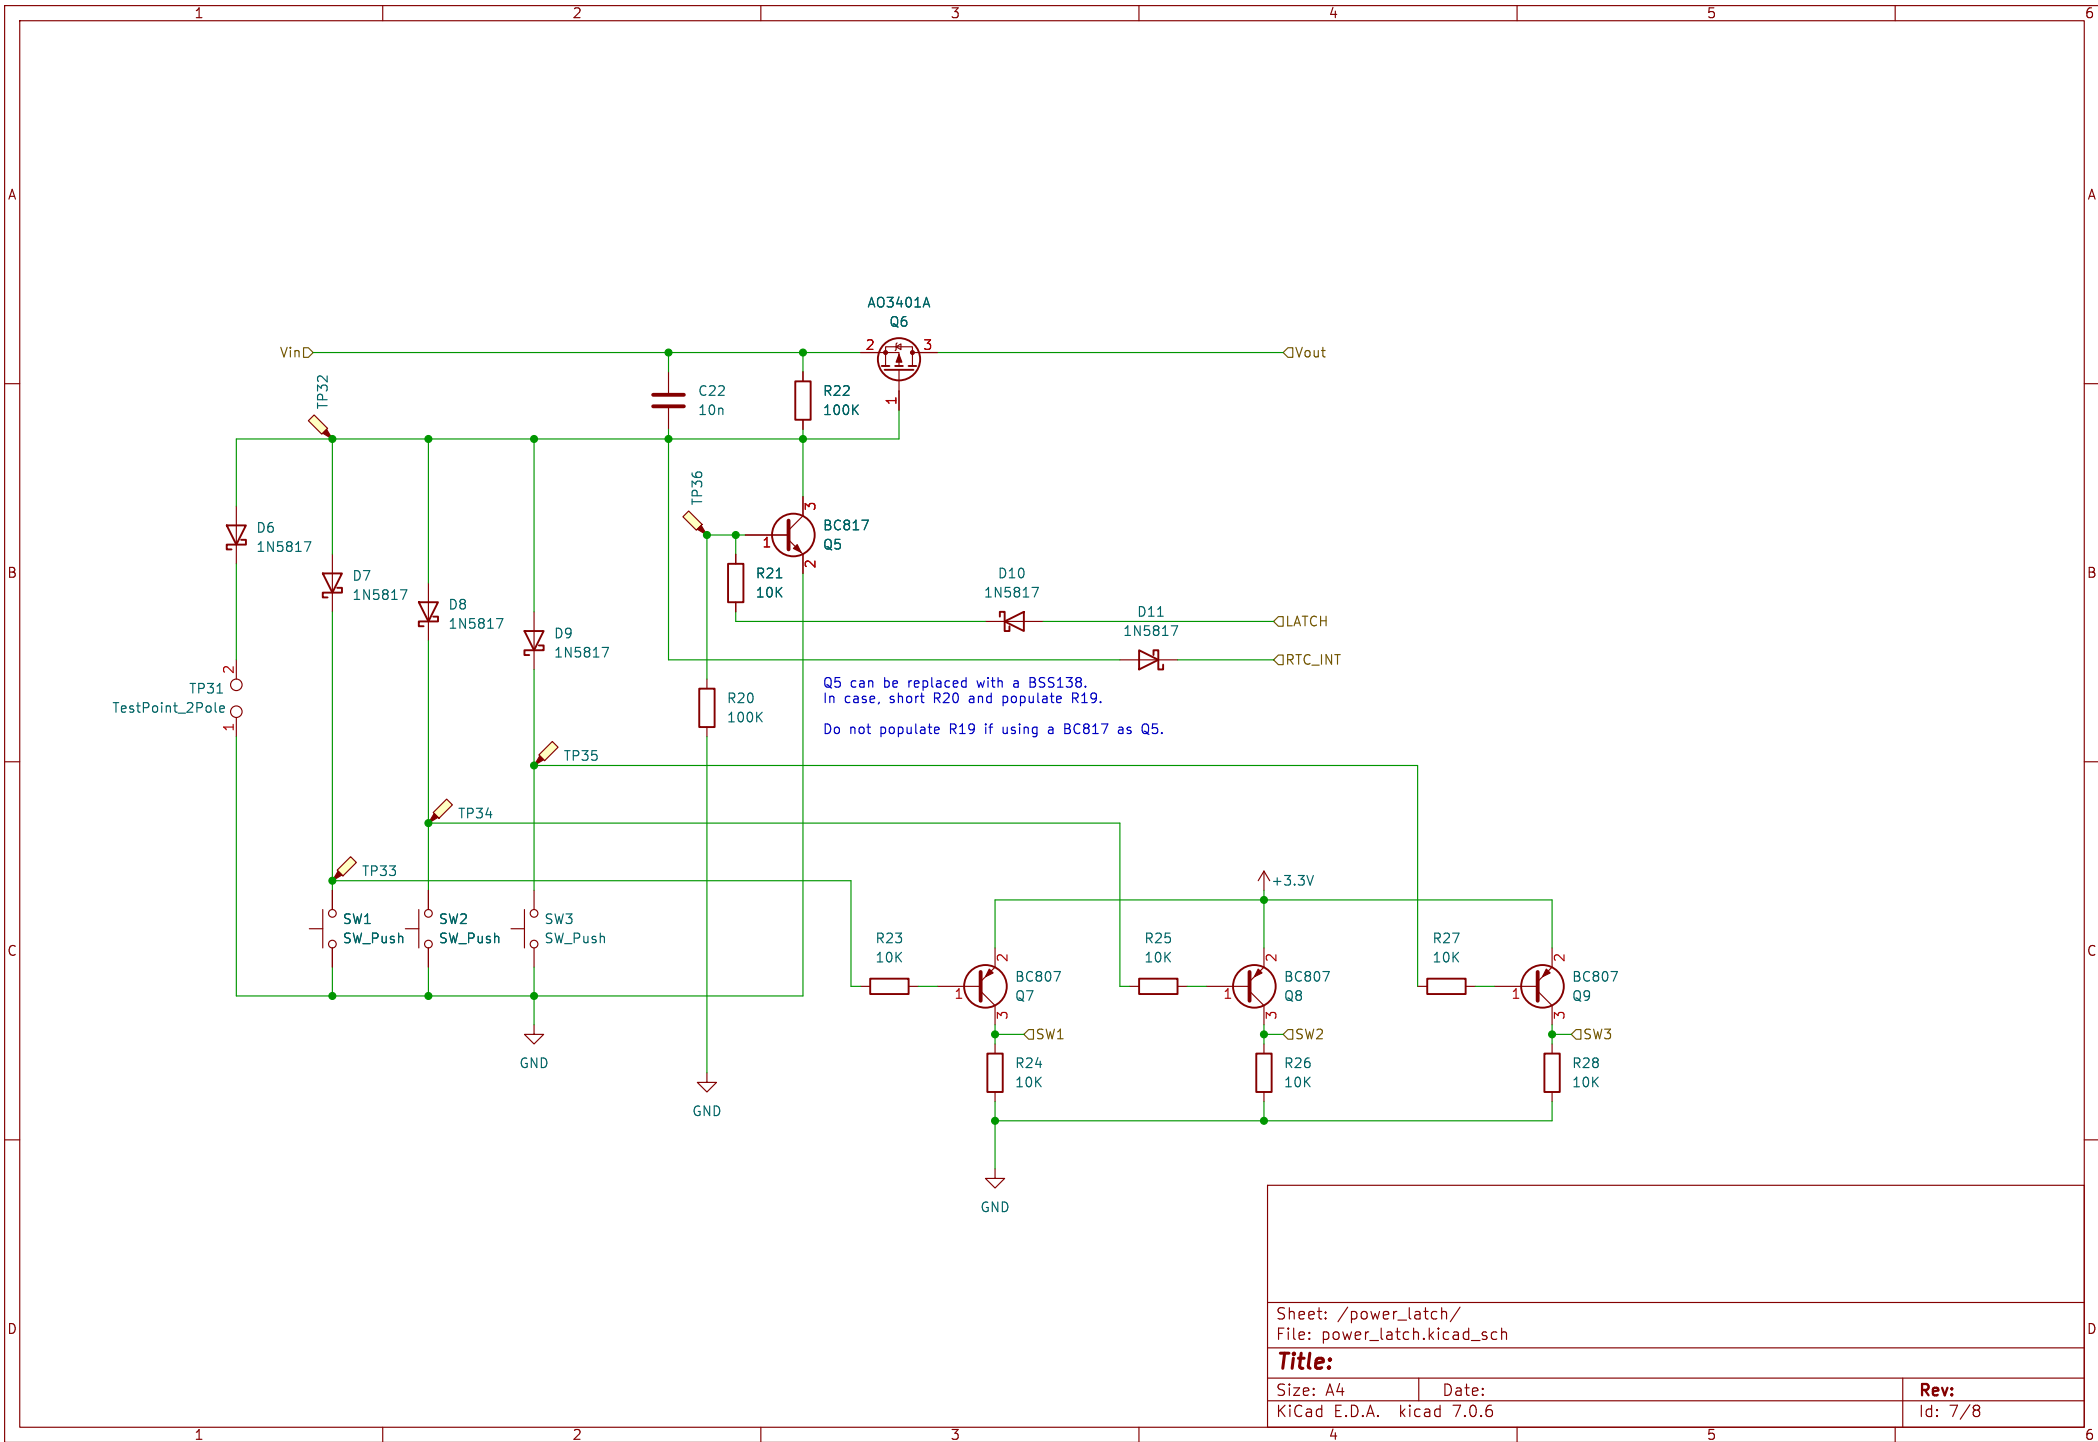 1 2 3 4 5 6
A A
AO3401A
Q6
Vin
2 3
Vout
TP32
C22
10n
R22
100K
1
TP36
3
BC817
Q5
1
2
D6
1N5817
D7
1N5817
R21
10K
D10
1N5817
B B
D8
1N5817
D11
1N5817
LATCH
D9
1N5817
RTC_INT
2
TP31
TestPoint_2Pole
1
R20
100K
Q5 can be replaced with a BSS138.
In case, short R20 and populate R19.
Do not populate R19 if using a BC817 as Q5.
TP35
TP34
TP33
+3.3V
SW1
SW_Push
SW2
SW_Push
SW3
SW_Push
C C
R23
10K
2
BC807
Q7
1
3
R25
10K
2
BC807
Q8
1
3
R27
10K
2
BC807
Q9
1
3
SW1
SW2
SW3
GND
R24
10K
R26
10K
R28
10K
GND
GND
Sheet: /power_latch/
File: power_latch.kicad_sch
D D
Title:
Size: A4 Date: Rev:
KiCad E.D.A. kicad 7.0.6 Id: 7/8
1 2 3 4 5 6